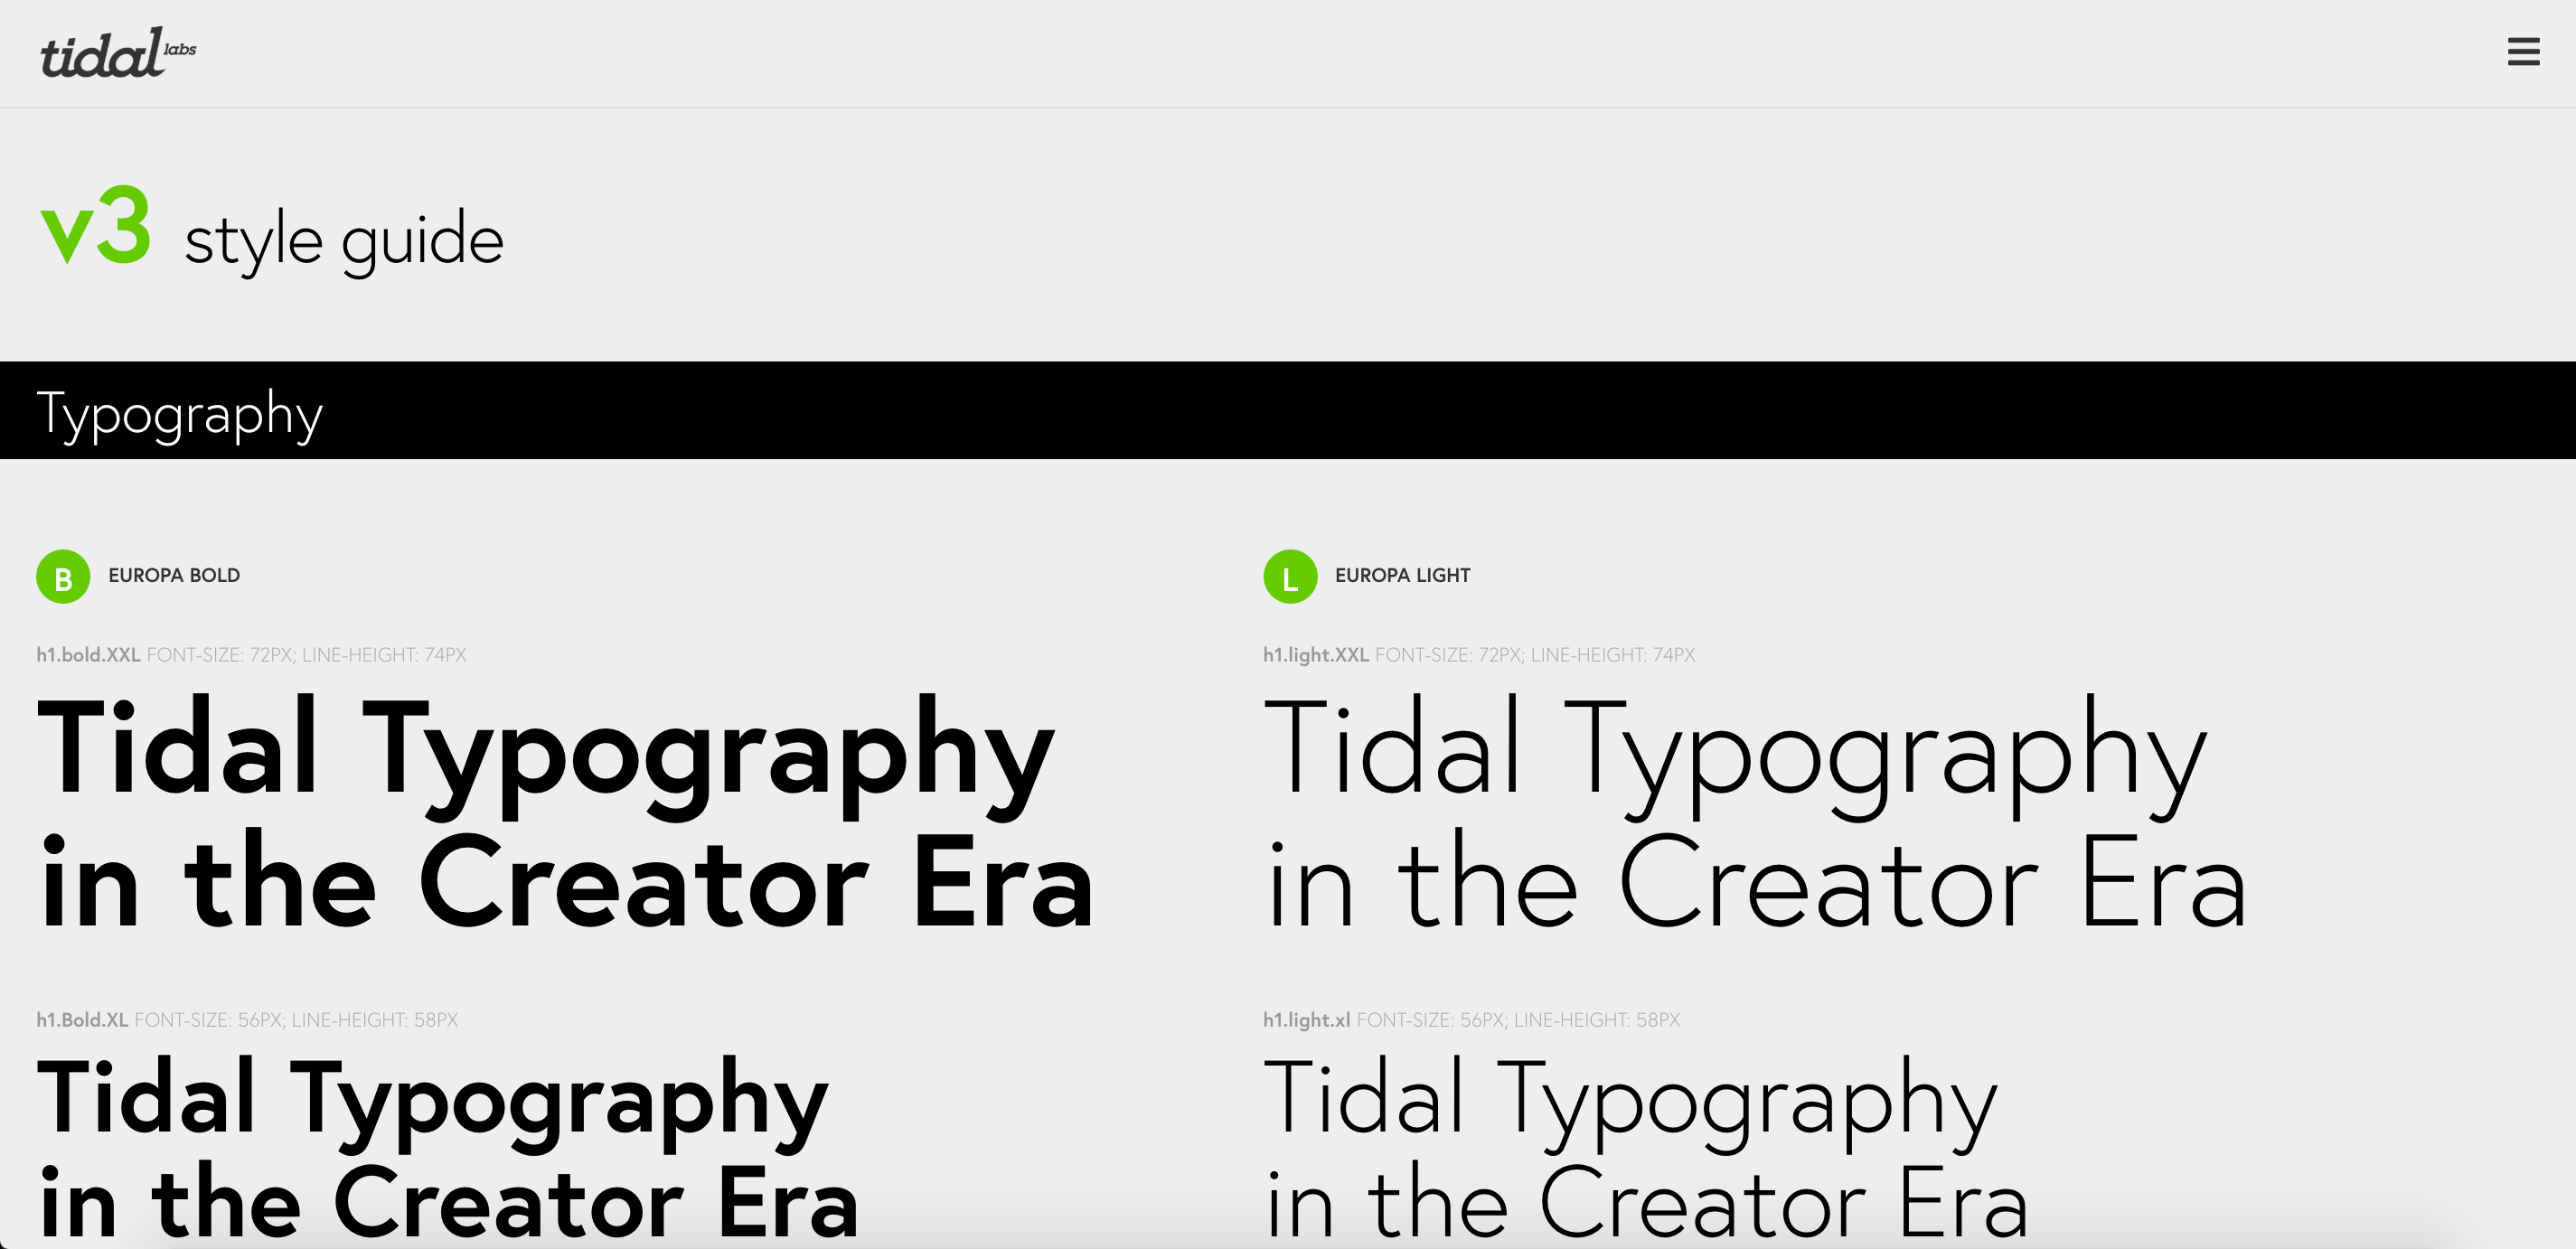 tidal labs
v3 style guide
Typography
B EUROPA BOLD
h1.bold.XXL FONT-SIZE: 72PX; LINE-HEIGHT: 74PX
Tidal Typography
in the Creator Era
h1.Bold.XL FONT-SIZE: 56PX; LINE-HEIGHT: 58PX
Tidal Typography
in the Creator Era
L EUROPA LIGHT
h1.light.XXL FONT-SIZE: 72PX; LINE-HEIGHT: 74PX
Tidal Typography
in the Creator Era
h1.light.xl FONT-SIZE: 56PX; LINE-HEIGHT: 58PX
Tidal Typography
in the Creator Era